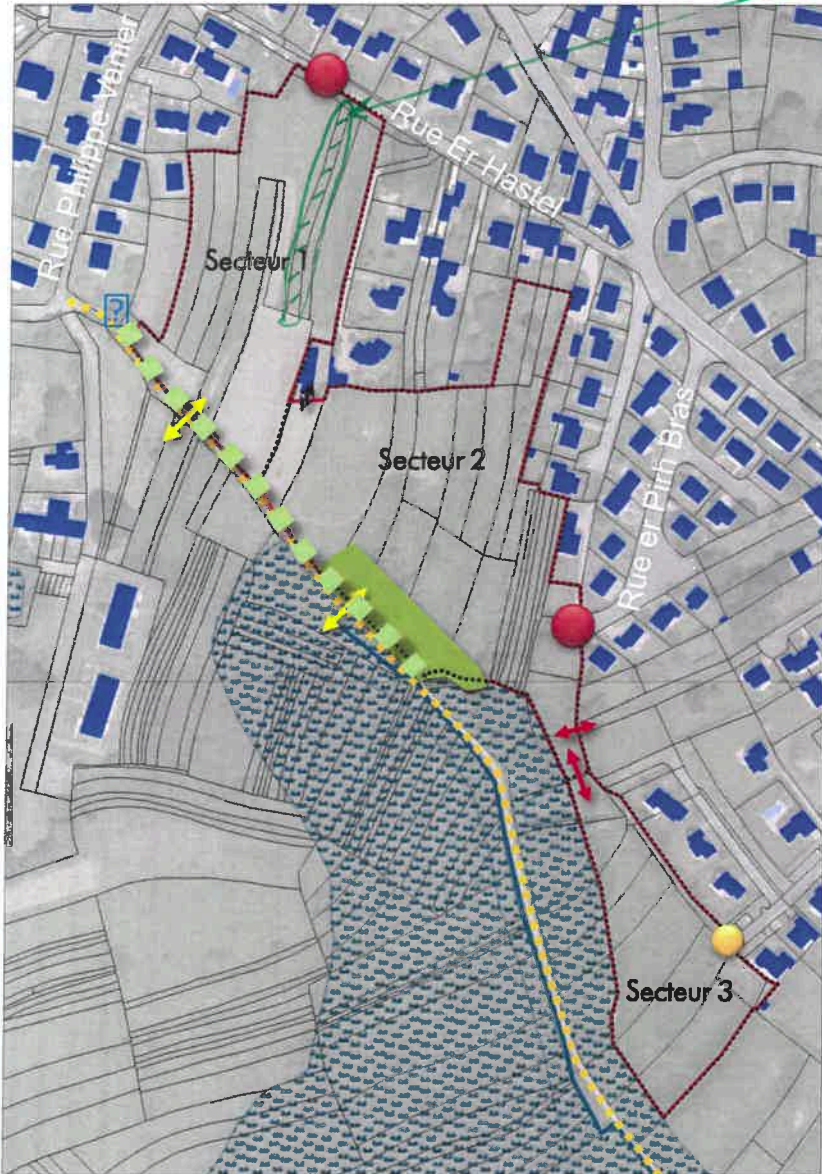 Rue Philippe Vanier
Rue Er Hastel
Secteur 1
?
Secteur 2
Rue er Pirh Bras
Secteur 3